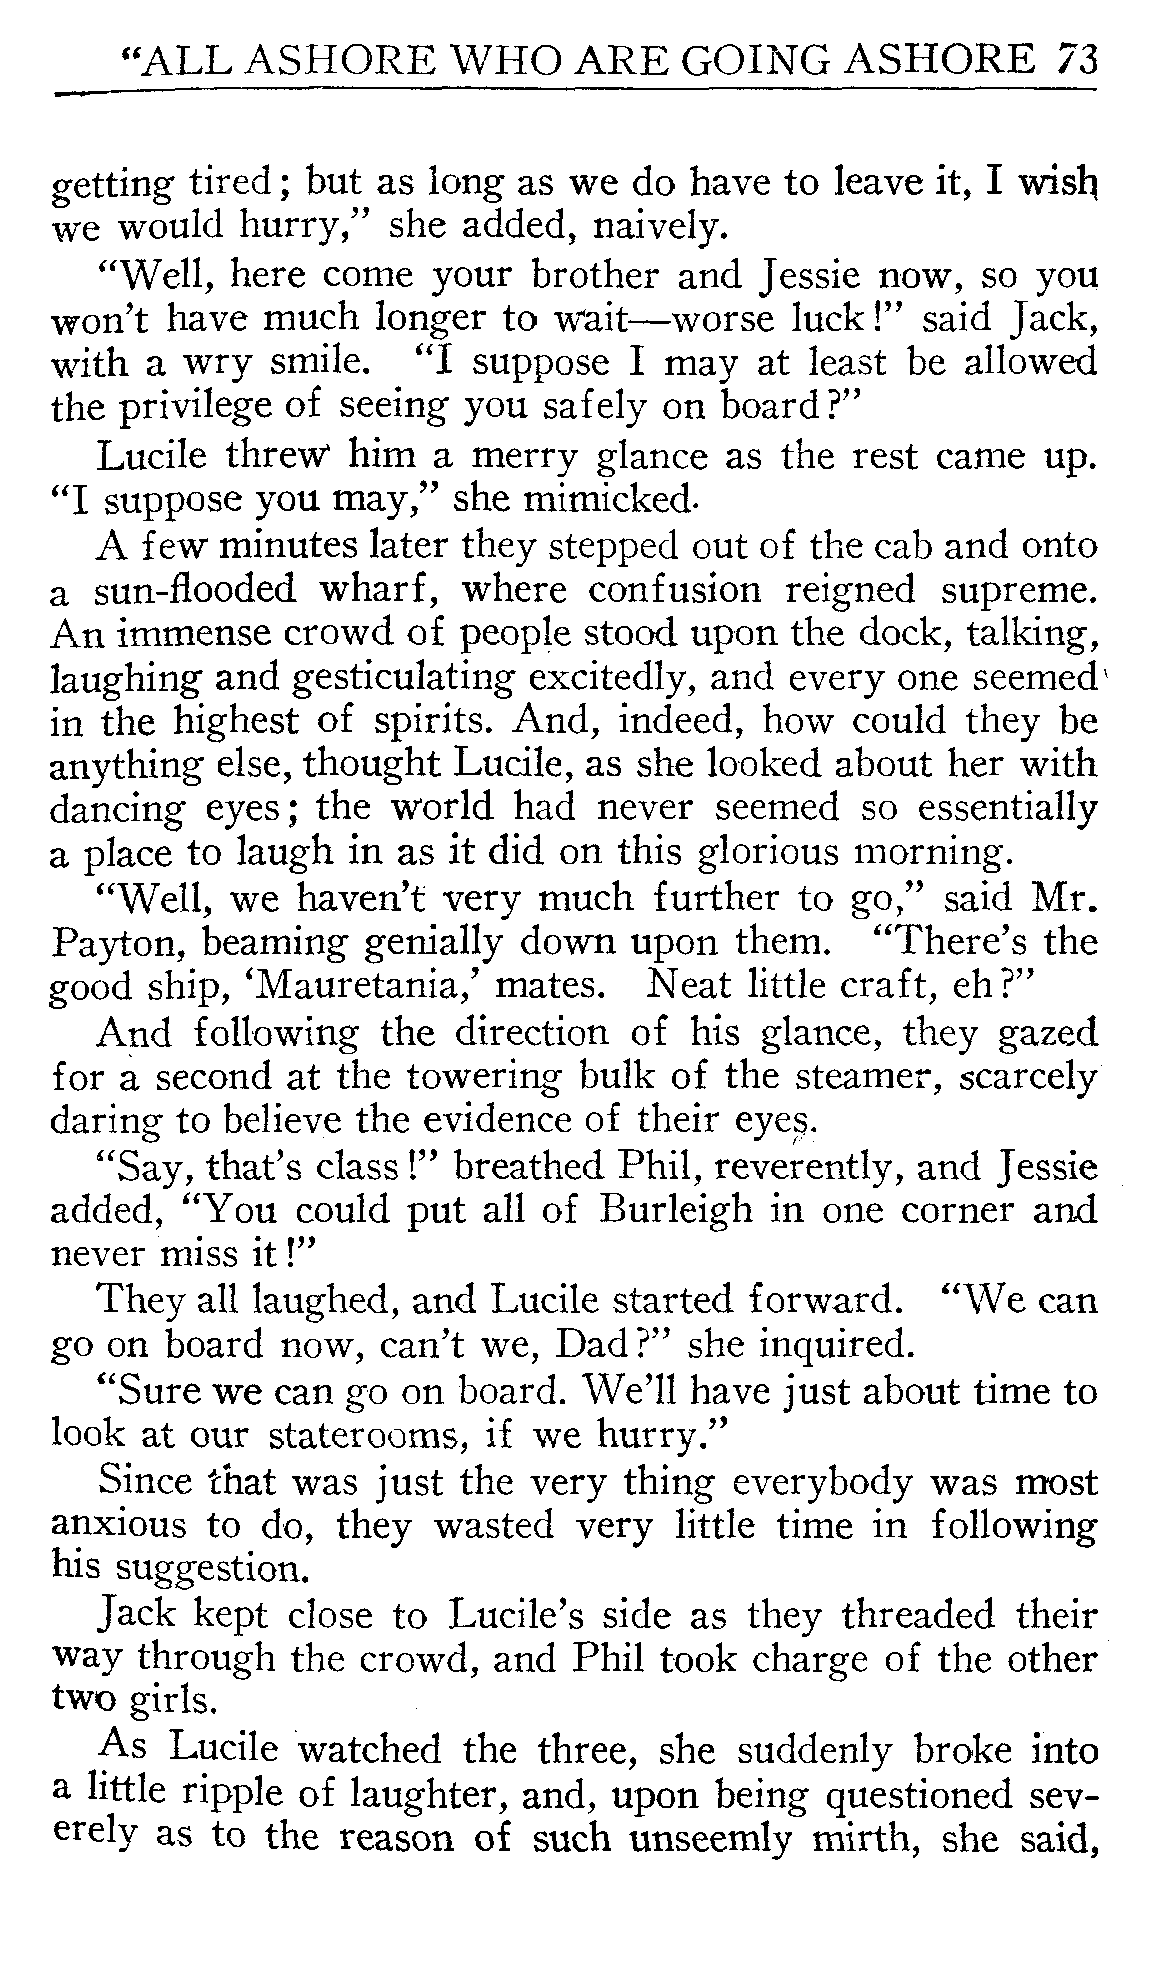 “ALL ASHORE WHO ARE GOING ASHORE 73
getting tired; but as long as we do have to leave it, I wish
we would hurry,” she added, naively.
“Well, here come your brother and Jessie now, so you
won’t have much longer to wait—worse luck!” said Jack,
with a wry smile. “I suppose I may at least be allowed
the privilege of seeing you safely on board?”
Lucile threw him a merry glance as the rest came up.
“I suppose you may,” she mimicked.
A few minutes later they stepped out of the cab and onto
a sun-flooded wharf, where confusion reigned supreme.
An immense crowd of people stood upon the dock, talking,
laughing and gesticulating excitedly, and every one seemed
in the highest of spirits. And, indeed, how could they be
anything else, thought Lucile, as she looked about her with
dancing eyes; the world had never seemed so essentially
a place to laugh in as it did on this glorious morning.
“Well, we haven’t very much further to go,” said Mr.
Payton, beaming genially down upon them. “There’s the
good ship, ‘Mauretania,’ mates. Neat little craft, eh?”
And following the direction of his glance, they gazed
for a second at the towering bulk of the steamer, scarcely
daring to believe the evidence of their eyes.
“Say, that’s class!” breathed Phil, reverently, and Jessie
added, “You could put all of Burleigh in one corner and
never miss it!”
They all laughed, and Lucile started forward. “We can
go on board now, can’t we, Dad?” she inquired.
“Sure we can go on board. We’ll have just about time to
look at our staterooms, if we hurry.”
Since that was just the very thing everybody was most
anxious to do, they wasted very little time in following
his suggestion.
Jack kept close to Lucile’s side as they threaded their
way through the crowd, and Phil took charge of the other
two girls.
As Lucile watched the three, she suddenly broke into
a little ripple of laughter, and, upon being questioned sev-
erely as to the reason of such unseemly mirth, she said,